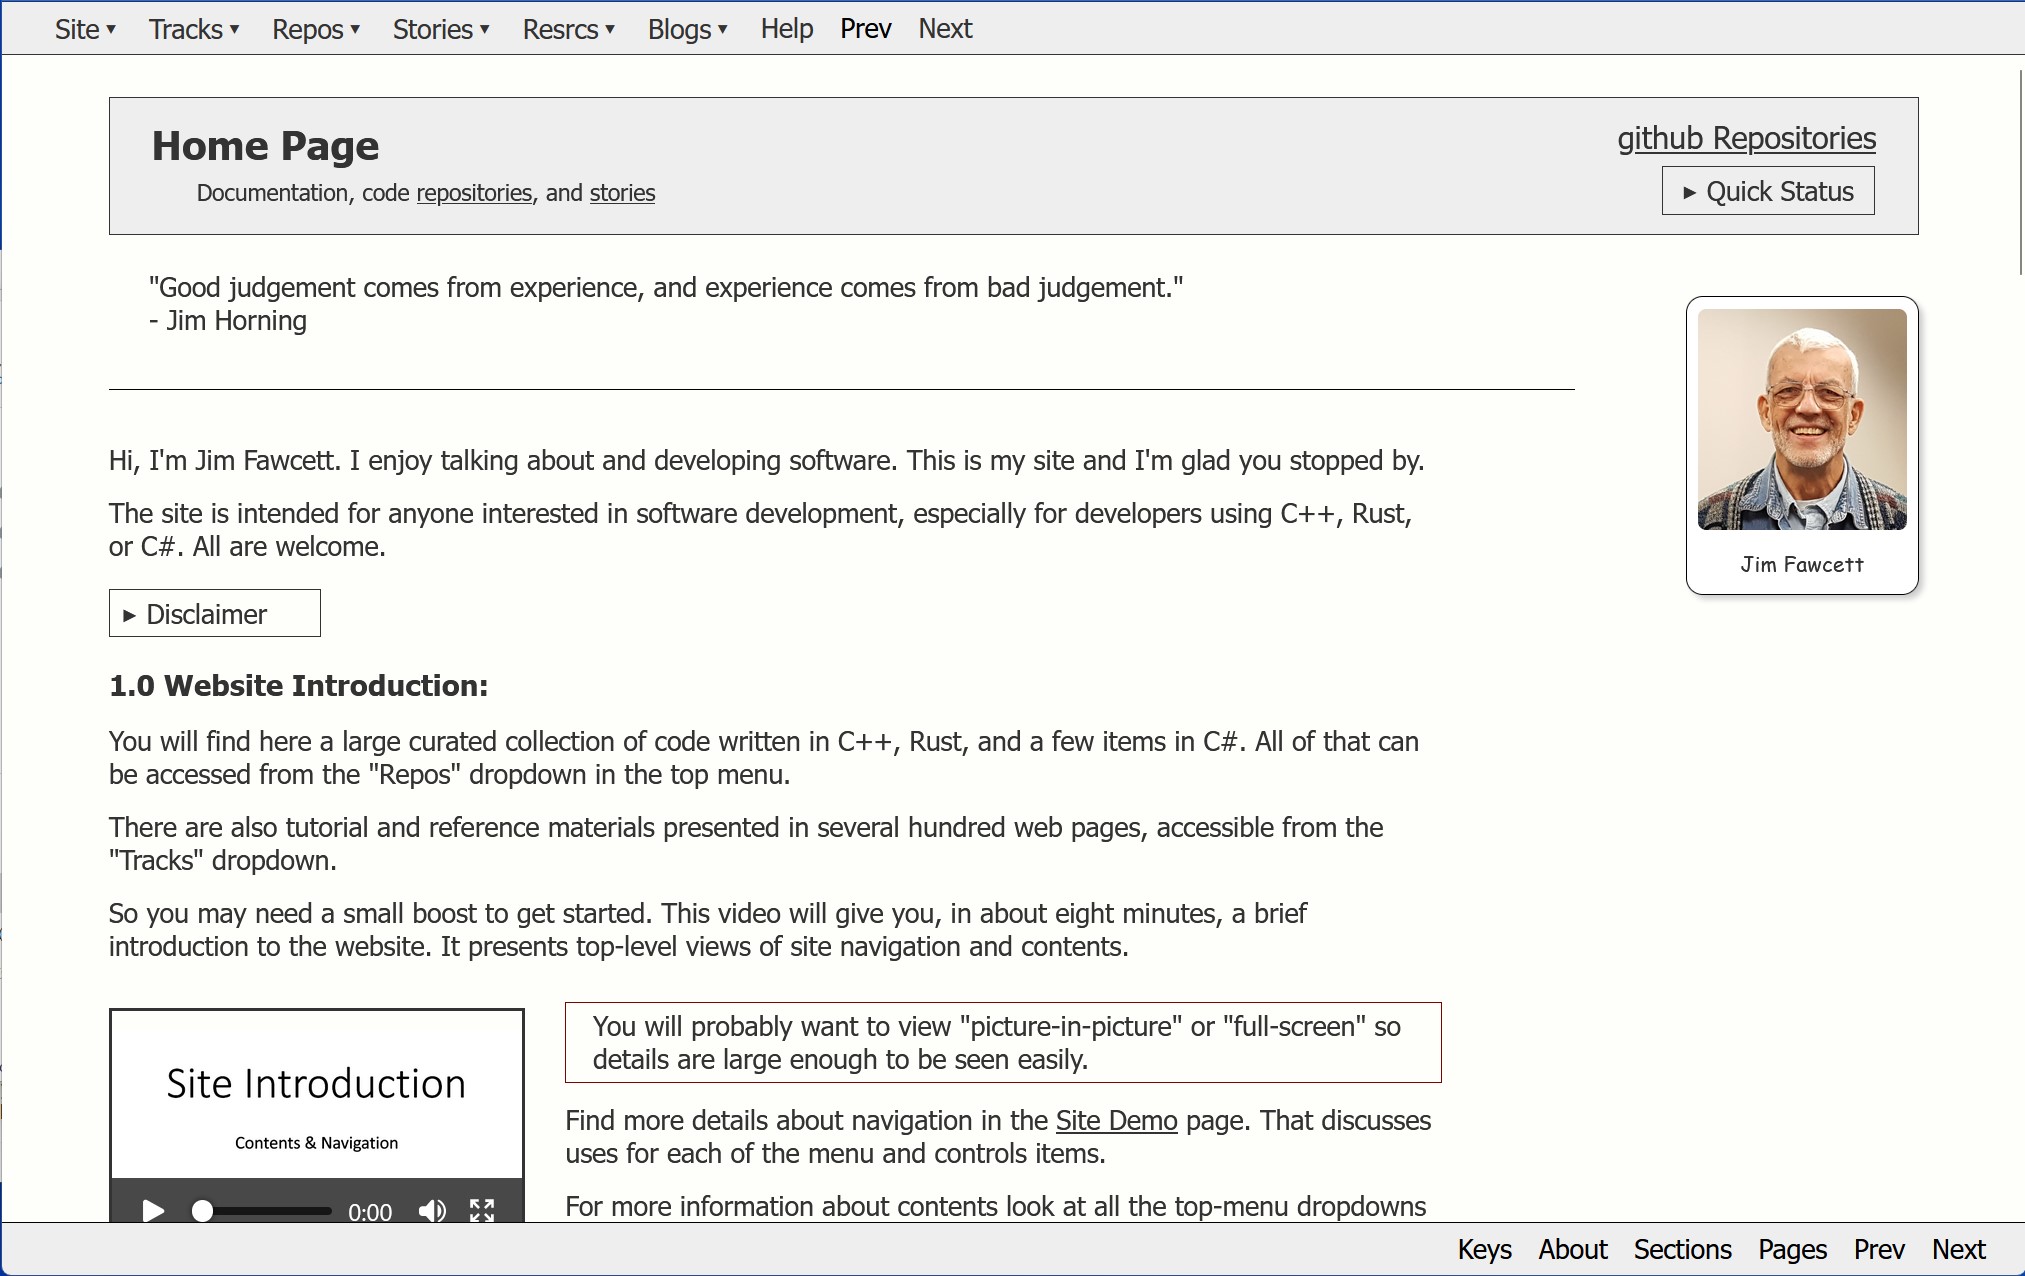 Site ▾ Tracks ▾ Repos ▾ Stories ▾ Resrcs ▾ Blogs ▾ Help Prev Next
Home Page
Documentation, code repositories, and stories
github Repositories
▸ Quick Status
"Good judgement comes from experience, and experience comes from bad judgement."
- Jim Horning
Jim Fawcett
Hi, I'm Jim Fawcett. I enjoy talking about and developing software. This is my site and I'm glad you stopped by.
The site is intended for anyone interested in software development, especially for developers using C++, Rust,
or C#. All are welcome.
▸ Disclaimer
1.0 Website Introduction:
You will find here a large curated collection of code written in C++, Rust, and a few items in C#. All of that can
be accessed from the "Repos" dropdown in the top menu.
There are also tutorial and reference materials presented in several hundred web pages, accessible from the
"Tracks" dropdown.
So you may need a small boost to get started. This video will give you, in about eight minutes, a brief
introduction to the website. It presents top-level views of site navigation and contents.
Site Introduction
Contents & Navigation
0:00
You will probably want to view "picture-in-picture" or "full-screen" so
details are large enough to be seen easily.
Find more details about navigation in the Site Demo page. That discusses
uses for each of the menu and controls items.
For more information about contents look at all the top-menu dropdowns
Keys About Sections Pages Prev Next